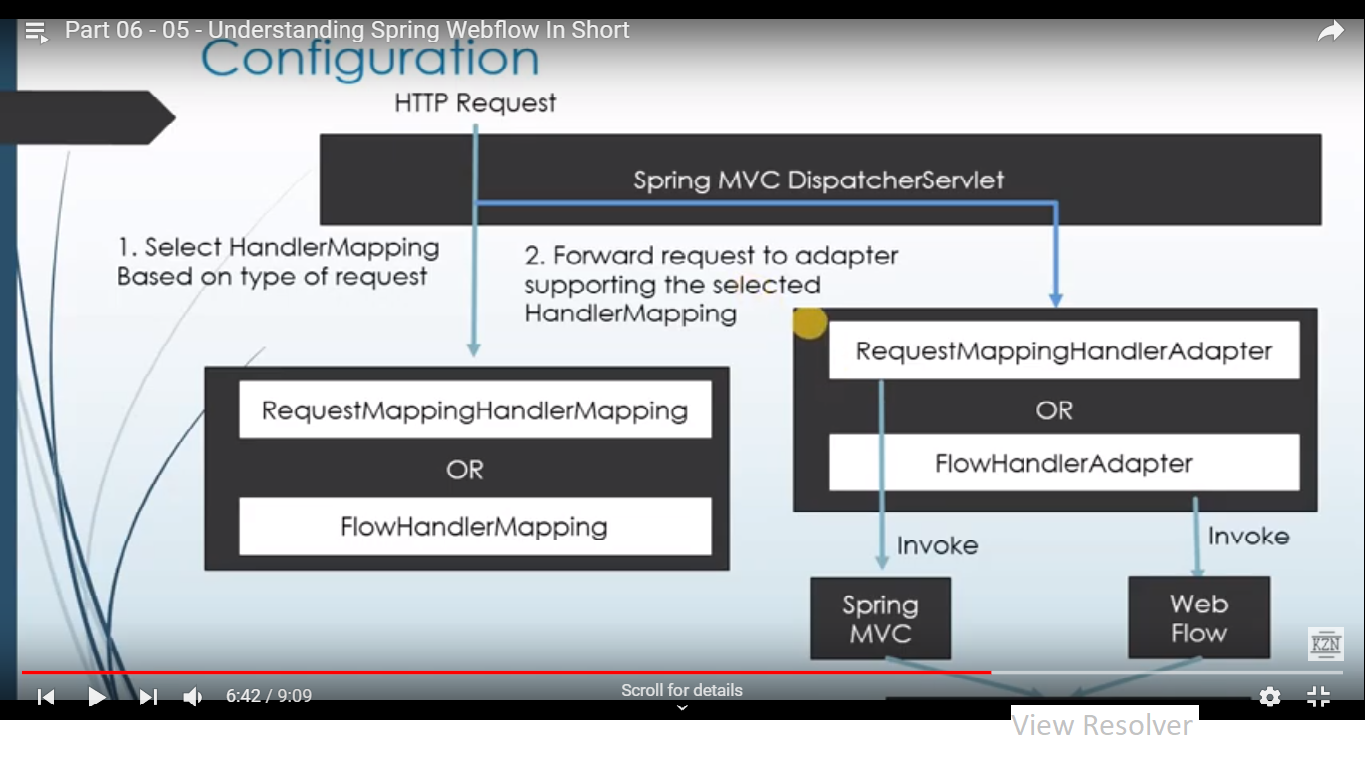 Part 06 - 05 - Understanding Spring Webflow In Short
Configuration
HTTP Request
Spring MVC DispatcherServlet
1. Select HandlerMapping
Based on type of request
2. Forward request to adapter
supporting the selected
HandlerMapping
RequestMappingHandlerMapping
OR
FlowHandlerMapping
RequestMappingHandlerAdapter
OR
FlowHandlerAdapter
Invoke
Invoke
Spring
MVC
Web
Flow
KZN
6:42 / 9:09
Scroll for details
View Resolver